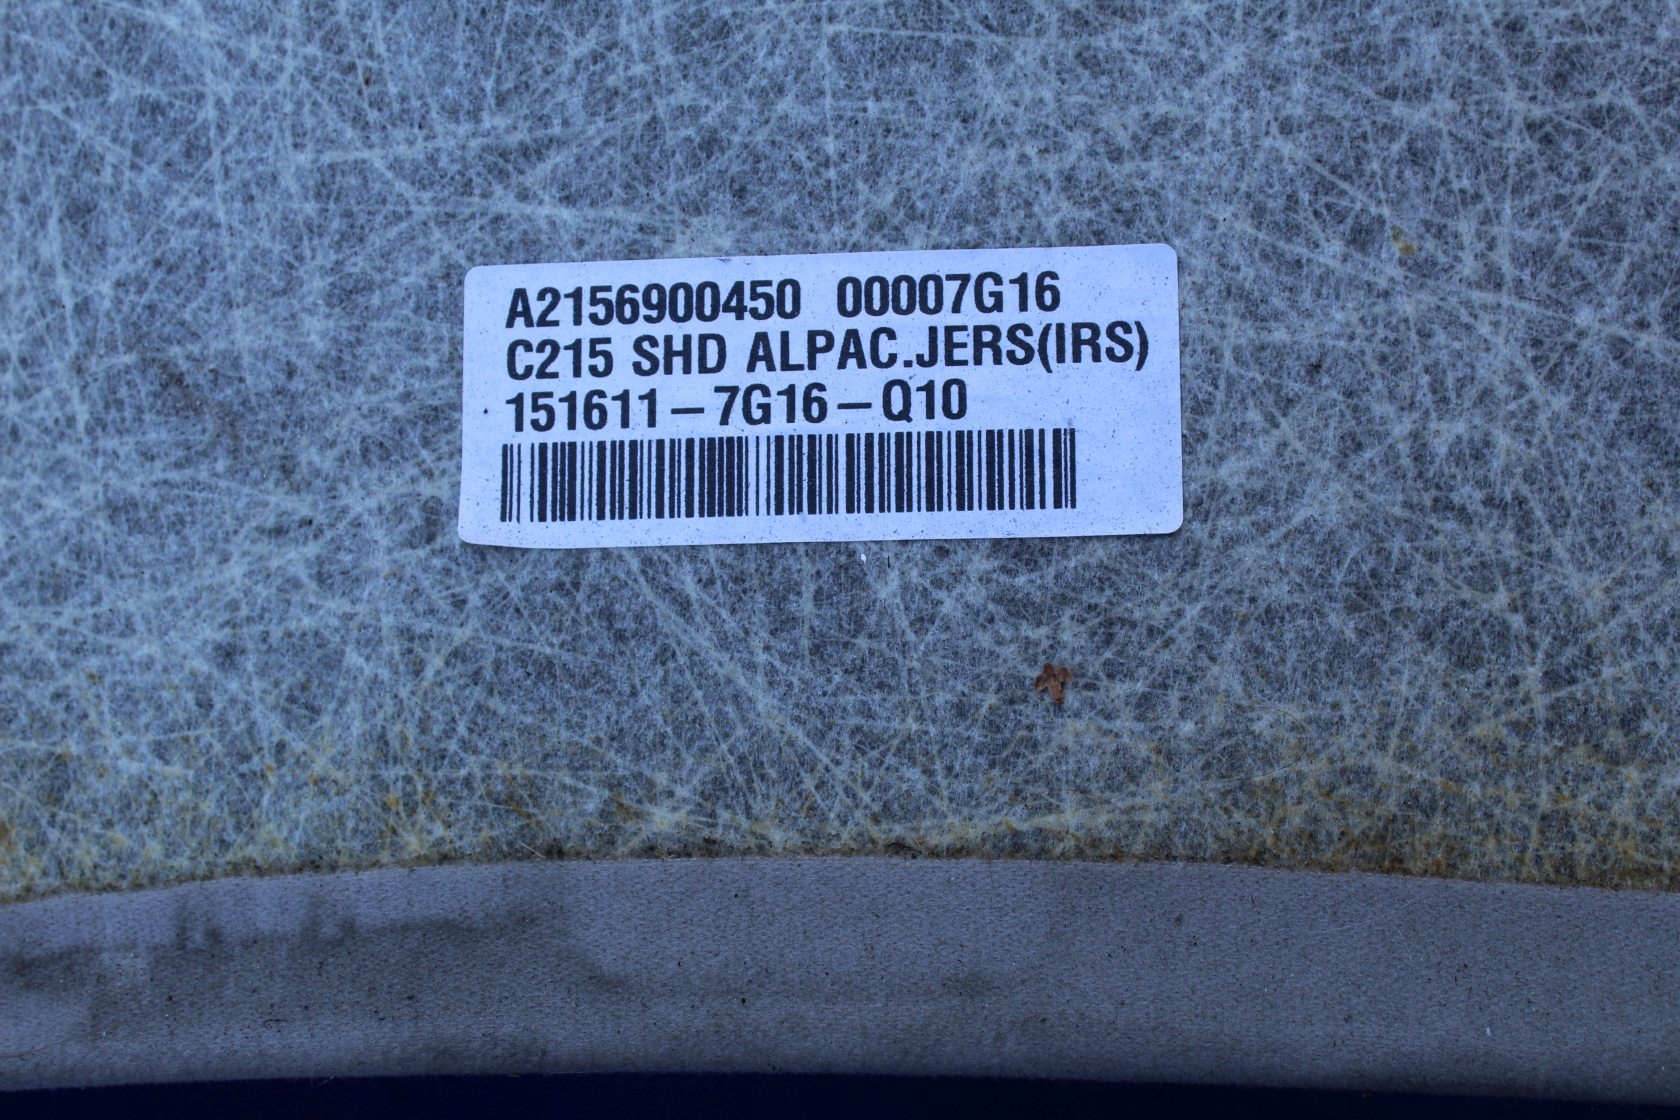 A2156900450 00007G16
C215 SHD ALPAC.JERS(IRS)
151611-7G16-Q10